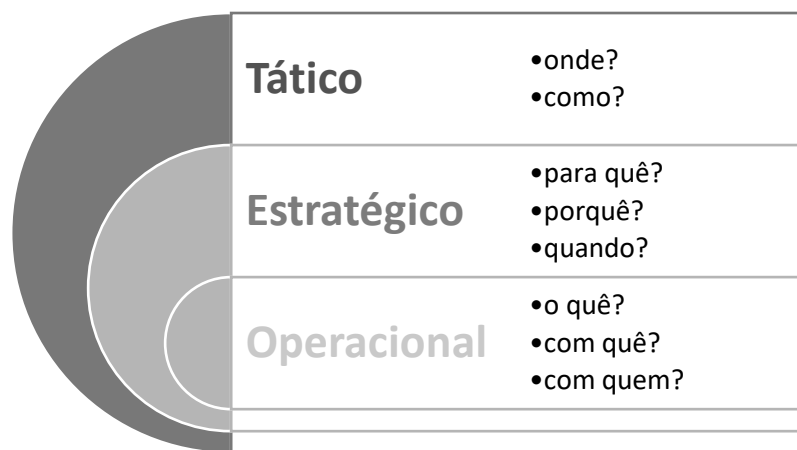 Tático
•onde?
•como?
Estratégico
•para quê?
•porquê?
•quando?
Operacional
•o quê?
•com quê?
•com quem?